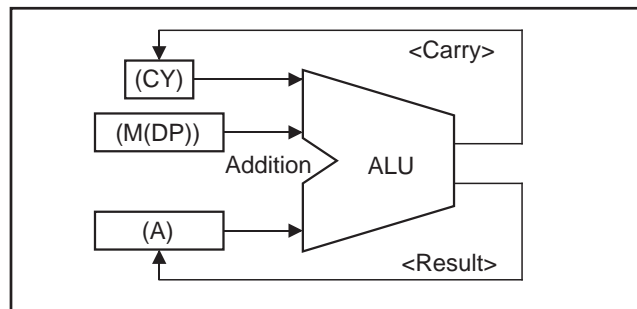 <Carry>
(CY)
(M(DP))
Addition
ALU
(A)
<Result>